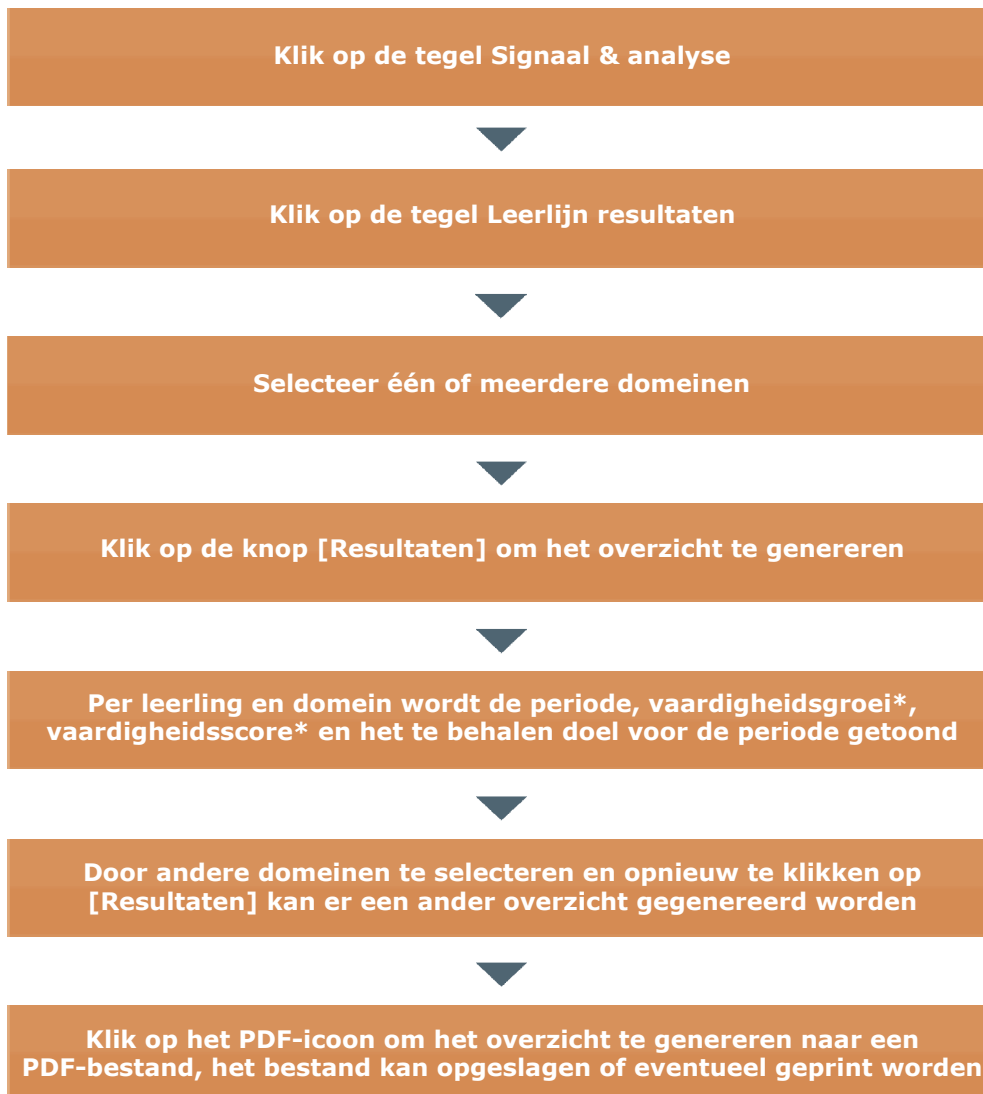 Klik op de tegel Signaal & analyse
Klik op de tegel Leerlijn resultaten
Selecteer één of meerdere domeinen
Klik op de knop [Resultaten] om het overzicht te genereren
Per leerling en domein wordt de periode, vaardigheidsgroei*,
vaardigheidsscore* en het te behalen doel voor de periode getoond
Door andere domeinen te selecteren en opnieuw te klikken op
[Resultaten] kan er een ander overzicht gegenereerd worden
Klik op het PDF-icoon om het overzicht te genereren naar een
PDF-bestand, het bestand kan opgeslagen of eventueel geprint worden